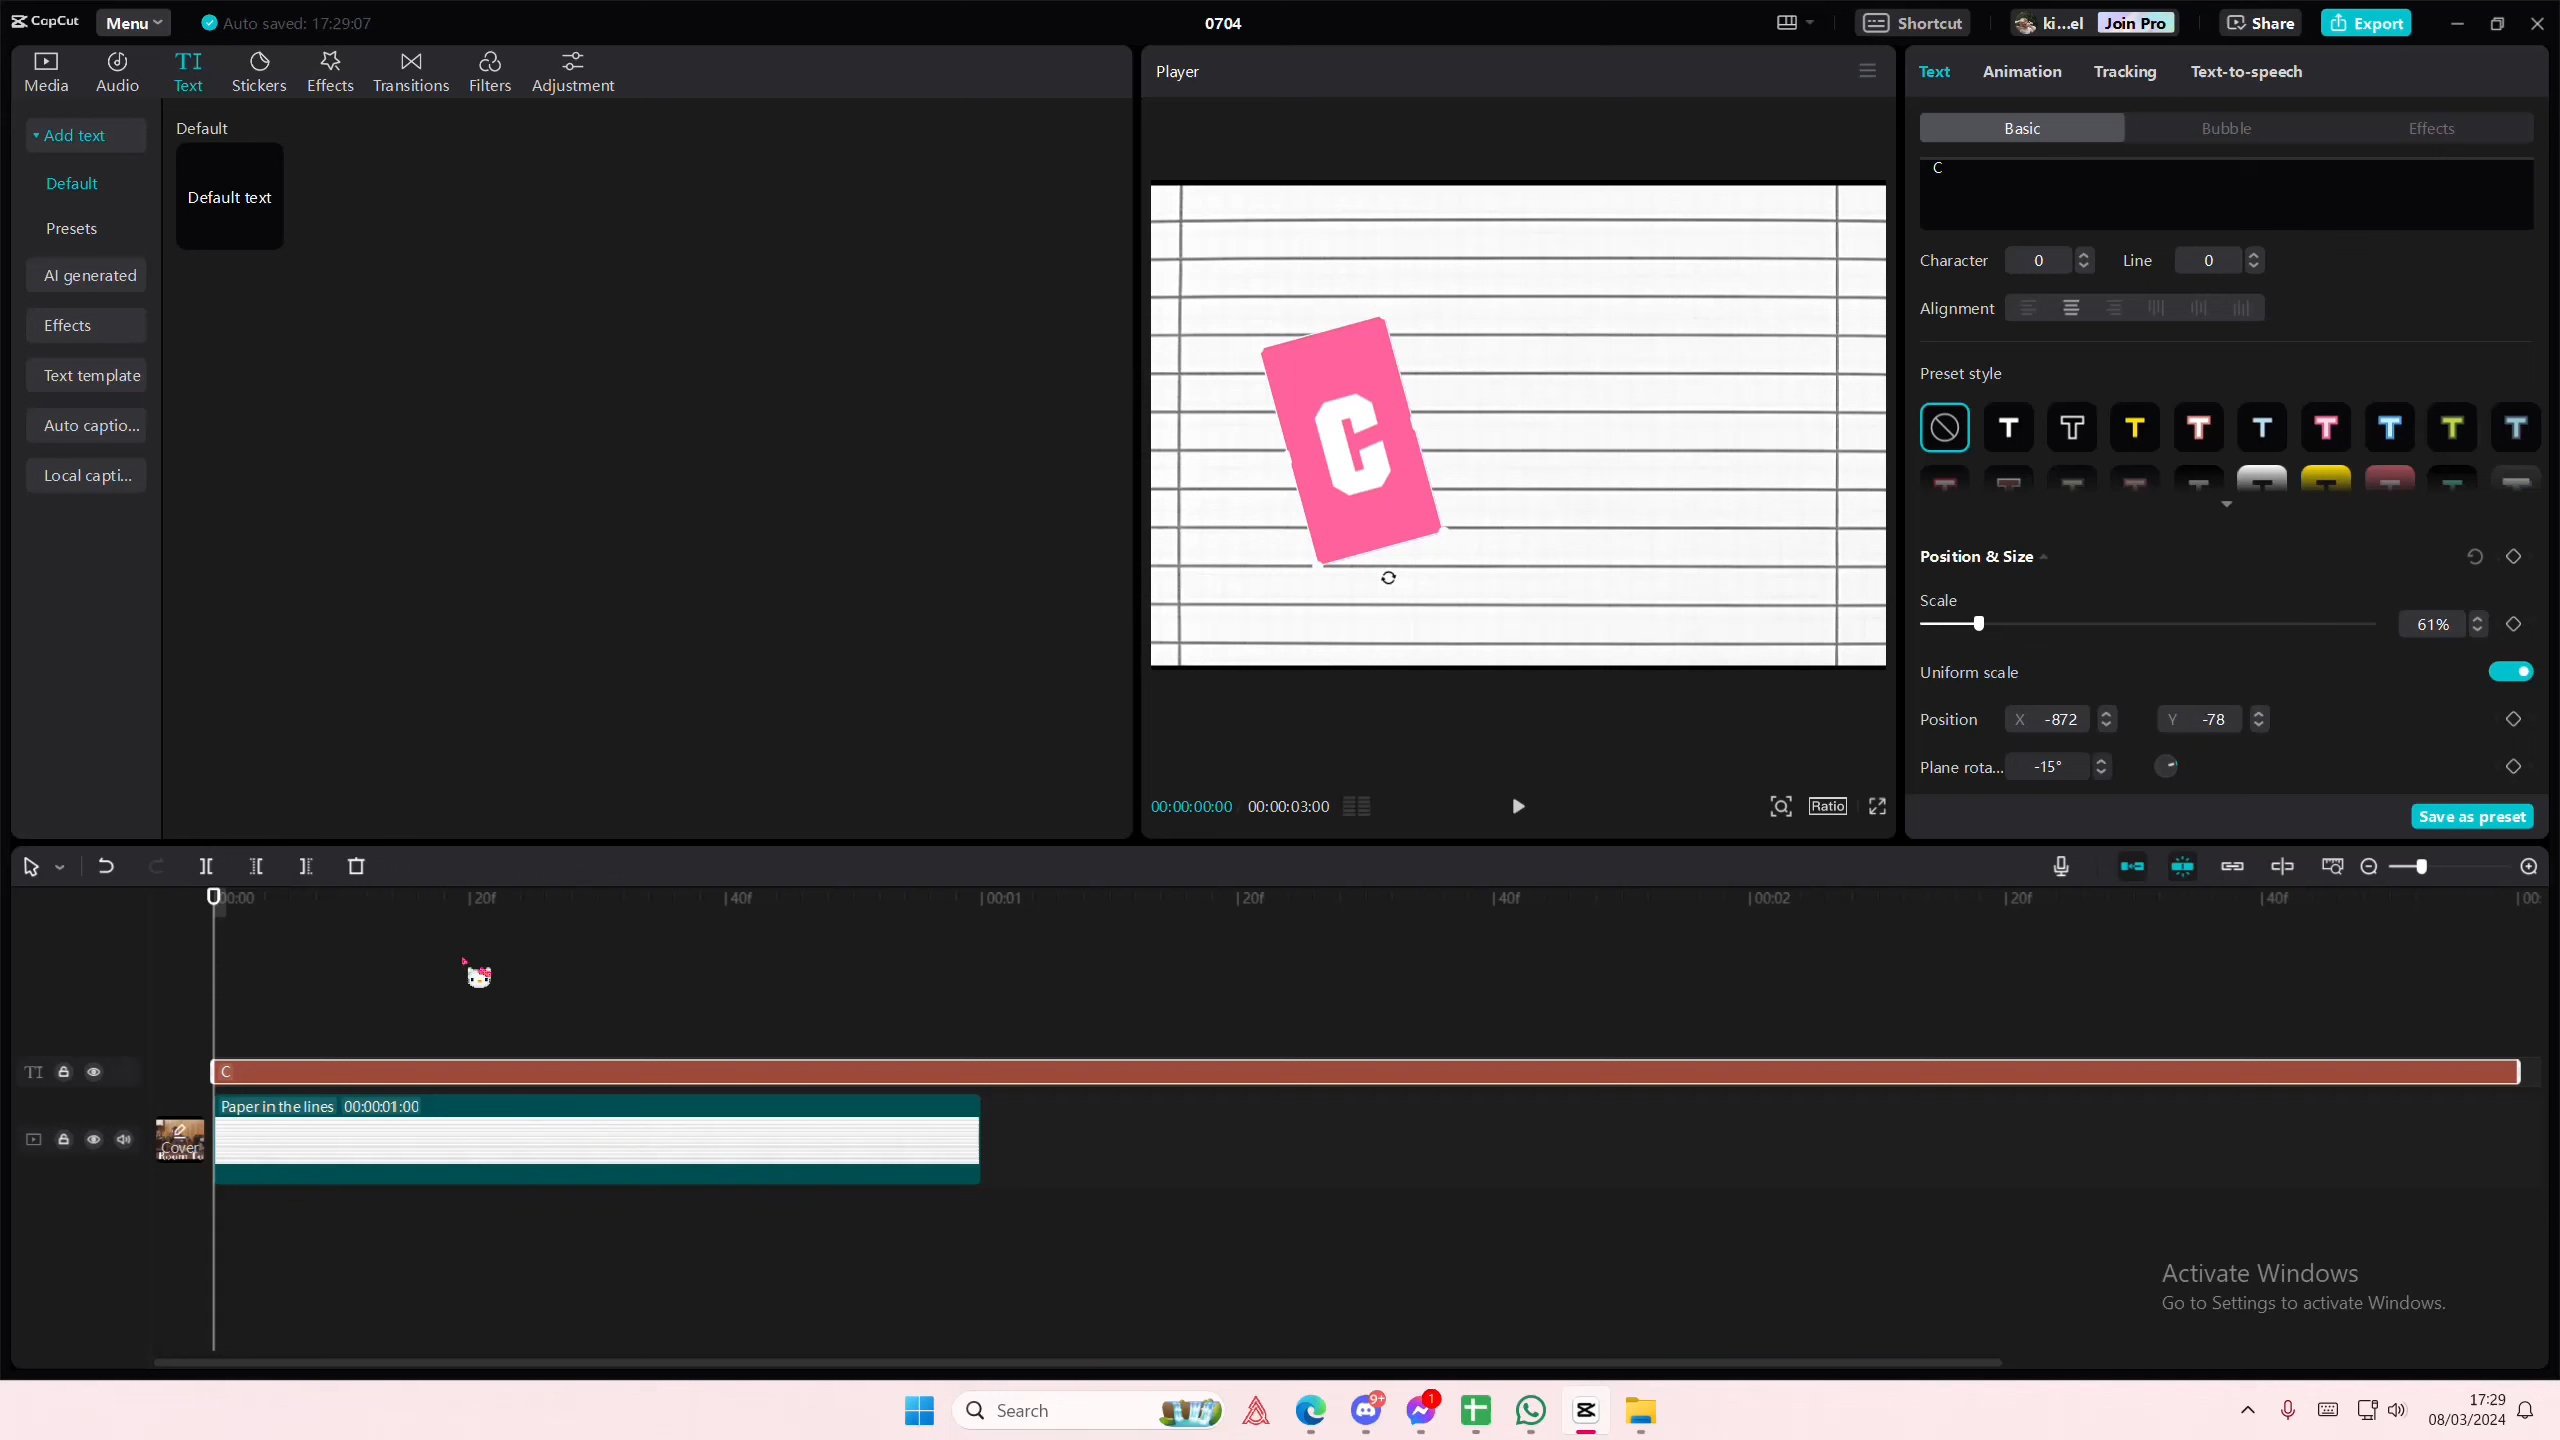 CapCut Menu Auto saved: 17:29:07 0704 Shortcut ki...el Join Pro Share Export
Media Audio Text Stickers Effects Transitions Filters Adjustment
Player
Text Animation Tracking Text-to-speech
Add text
Default
Presets
AI generated
Effects
Text template
Auto captio...
Local capti...
Default
Default text
C
Basic Bubble Effects
C
Character 0 Line 0
Alignment
Preset style
Position & Size
Scale
61%
Uniform scale
Position X -872 Y -78
Plane rota... -15°
Save as preset
00:00:00:00 00:00:03:00 Ratio
00:00 20f 40f 00:01 20f 40f 00:02 20f 40f 00:
TI C
Paper in the lines 00:00:01:00
Cover
Activate Windows
Go to Settings to activate Windows.
Search
9+
1
17:29
08/03/2024